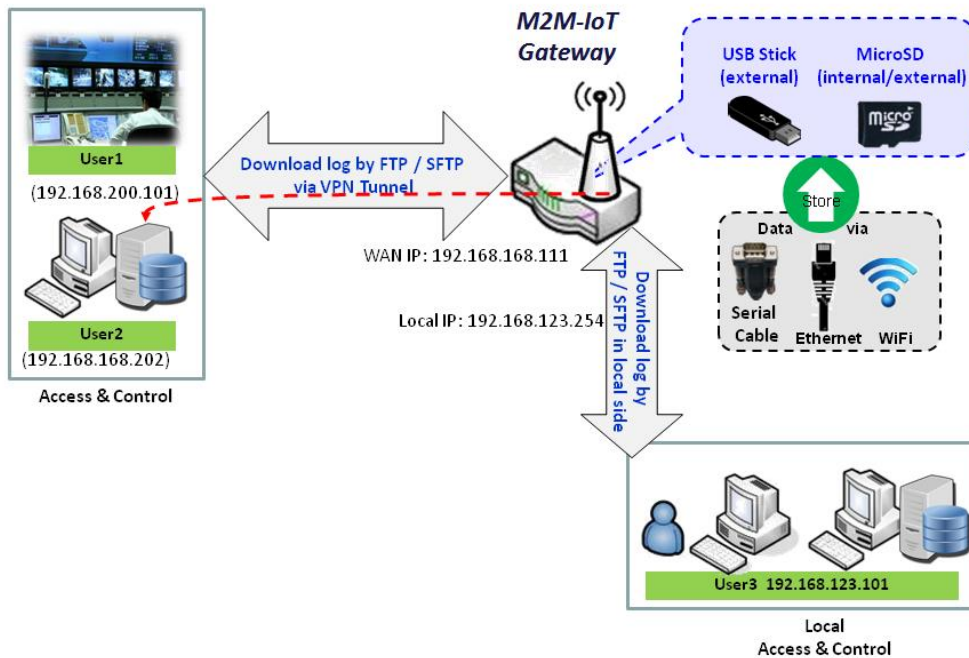 M2M-IoT
Gateway
USB Stick
(external)
MicroSD
(internal/external)
micro
SD
Store
Data via
Serial
Cable
Ethernet
WiFi
User1
(192.168.200.101)
User2
(192.168.168.202)
Access & Control
Download log by FTP / SFTP
via VPN Tunnel
WAN IP: 192.168.168.111
Local IP: 192.168.123.254
Download log by
FTP / SFTP in local side
User3 192.168.123.101
Local
Access & Control